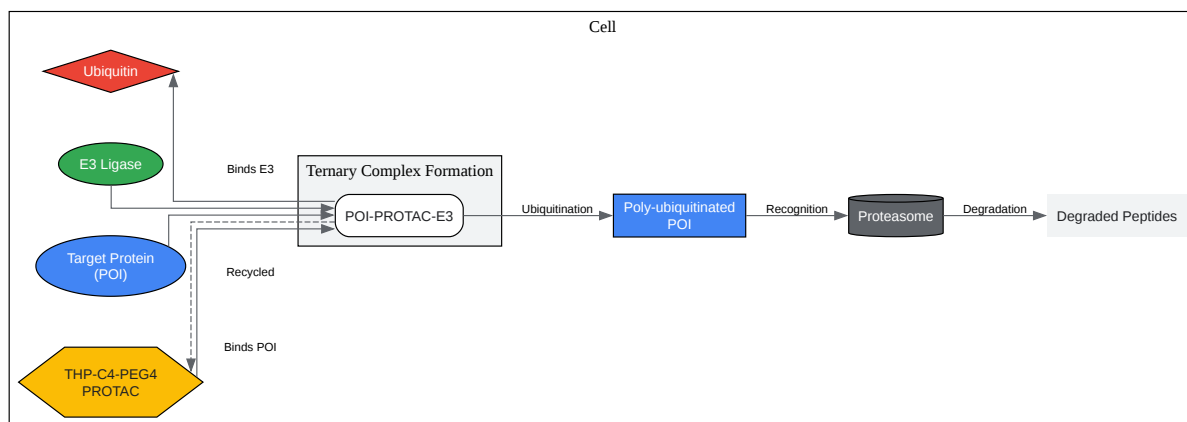 Cell
Ubiquitin
E3 Ligase
Binds E3
Ternary Complex Formation
POI-PROTAC-E3
Ubiquitination
Poly-ubiquitinated
POI
Recognition
Proteasome
Degradation
Degraded Peptides
Target Protein
(POI)
Recycled
Binds POI
THP-C4-PEG4
PROTAC